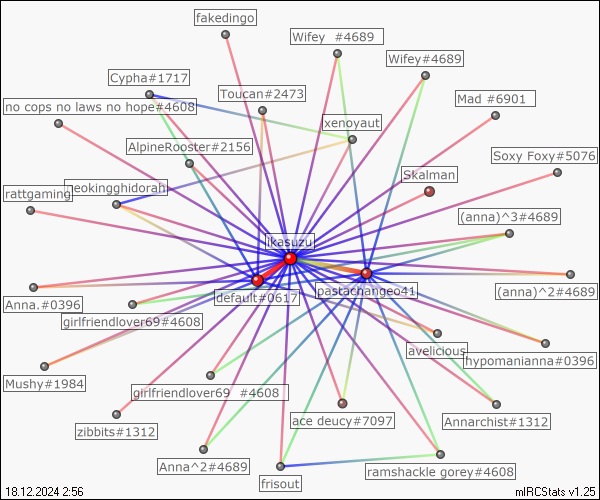 fakedingo
Wifey  #4689
Wifey#4689
Cypha#1717
Toucan#2473
Mad #6901
no cops no laws no hope#4608
xenoyaut
AlpineRooster#2156
Soxy Foxy#5076
Skalman
rattgaming
neokingghidorah
(anna)^3#4689
ikasuzu
(anna)^2#4689
default#0617
pastachange41
Anna.#0396
girlfriendlover69#4608
avelicious
hypomanianna#0396
Mushy#1984
girlfriendlover69  #4608
ace deucy#7097
Annarchist#1312
zibbits#1312
Anna^2#4689
frisout
ramshackle gorey#4608
18.12.2024 2:56
mIRCStats v1.25